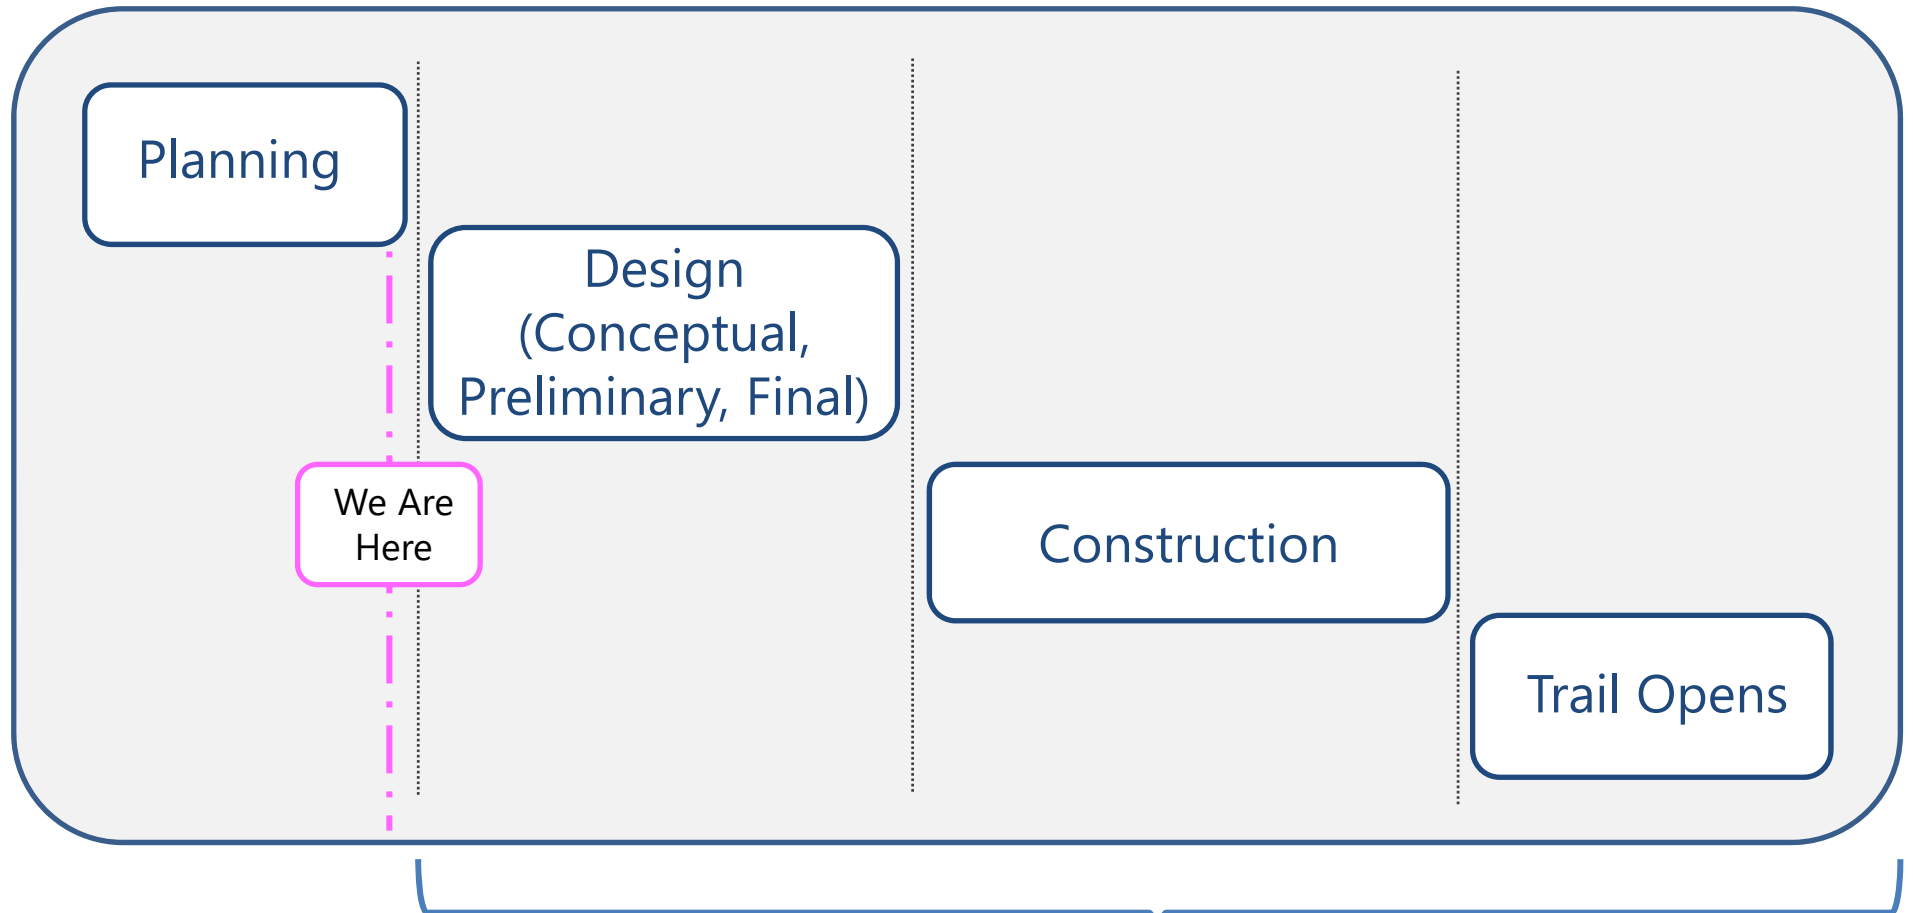 Planning
Design
(Conceptual,
Preliminary, Final)
We Are
Here
Construction
Trail Opens